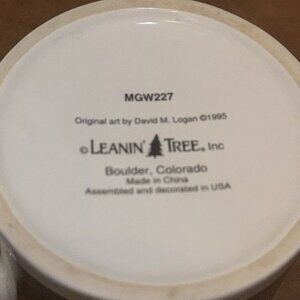 MGW227
Original art by David M. Logan ©1995
© LEANIN' TREE, Inc
Boulder, Colorado
Made in China
Assembled and decorated in USA